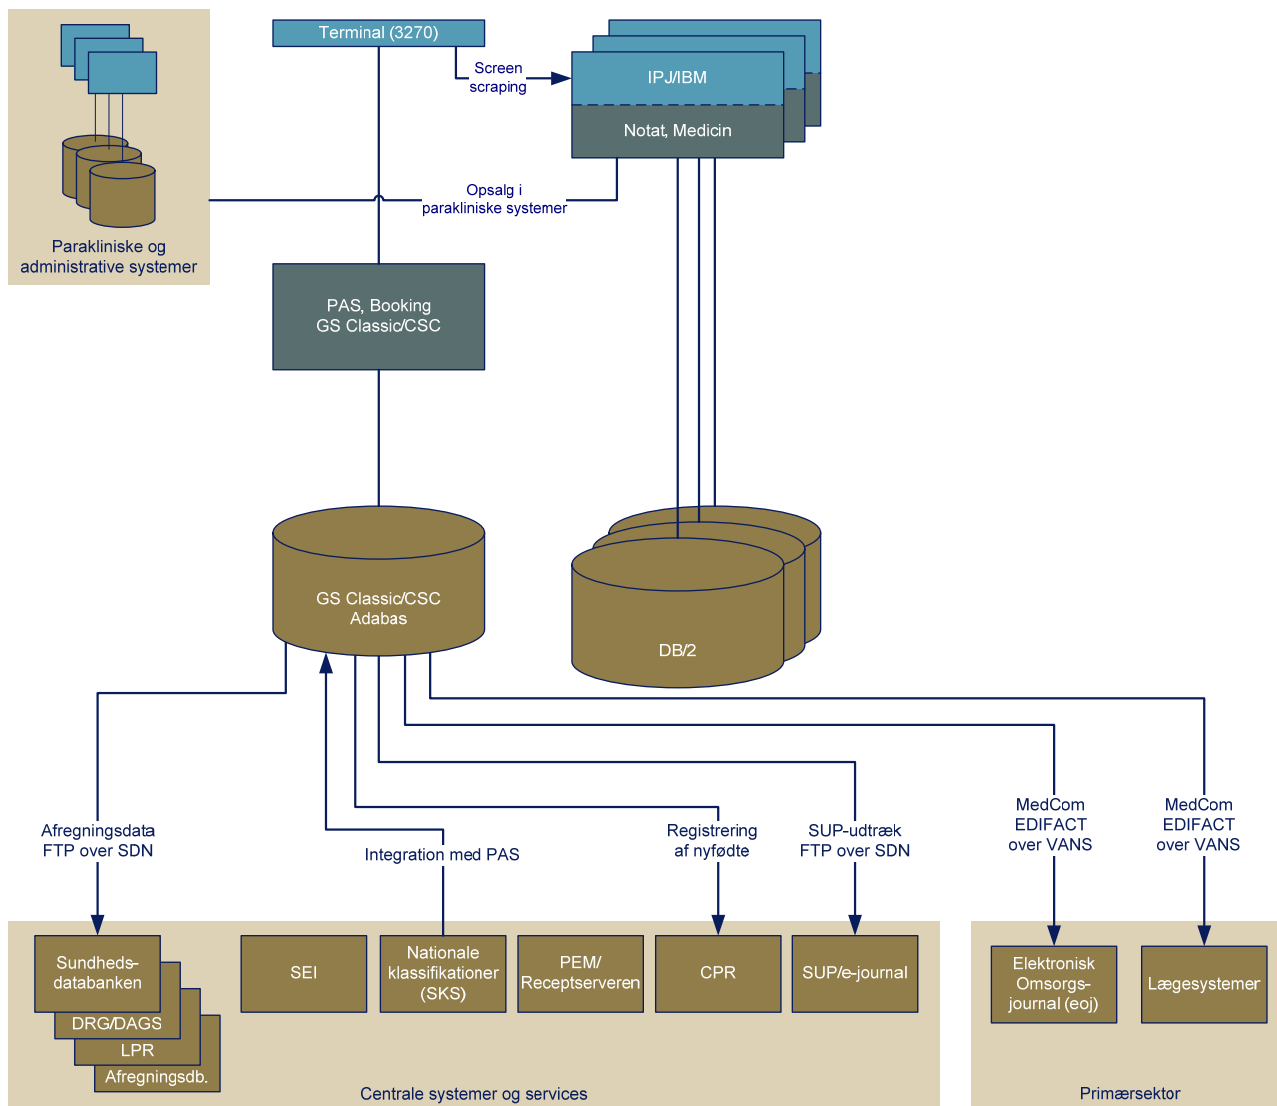 Terminal (3270)
Screen
scraping
IPJ/IBM
Notat, Medicin
Opsalg i
parakliniske systemer
Parakliniske og
administrative systemer
PAS, Booking
GS Classic/CSC
GS Classic/CSC
Adabas
DB/2
Afregningsdata
FTP over SDN
Integration med PAS
Registrering
af nyfødte
SUP-udtræk
FTP over SDN
MedCom
EDIFACT
over VANS
MedCom
EDIFACT
over VANS
Sundheds-
databanken
DRG/DAGS
LPR
Afregningsdb.
SEI
Nationale
klassifikationer
(SKS)
PEM/
Receptserveren
CPR
SUP/e-journal
Elektronisk
Omsorgs-
journal (eoj)
Lægesystemer
Centrale systemer og services
Primærsektor